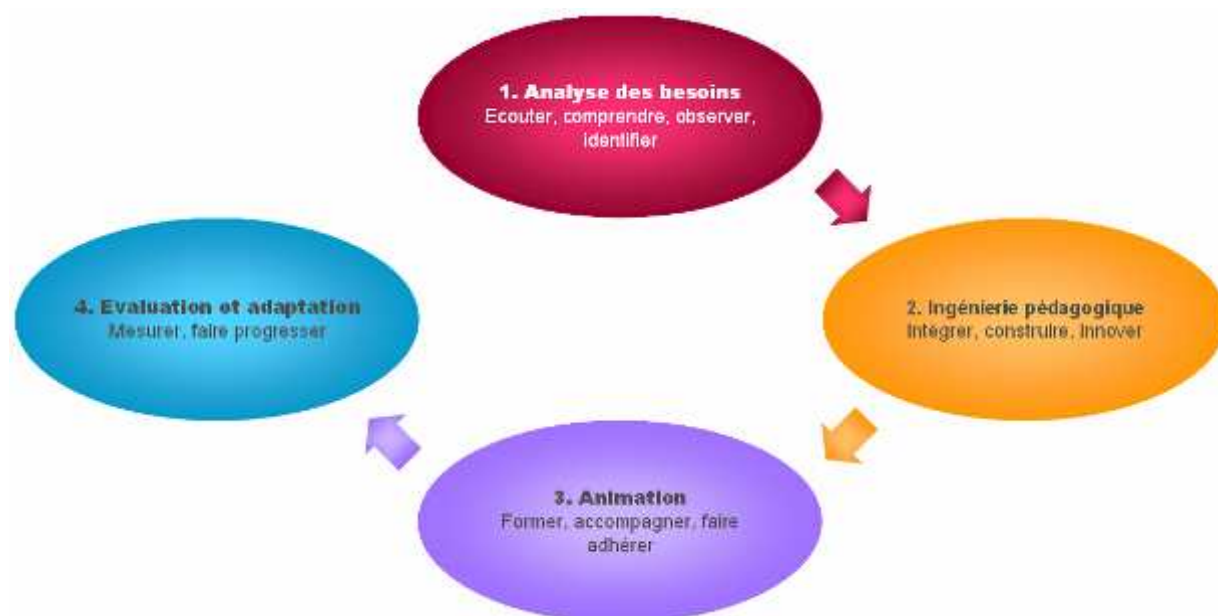 1. Analyse des besoins
Ecouter, comprendre, observer,
identifier
2. Ingénierie pédagogique
Intégrer, construire, innover
3. Animation
Former, accompagner, faire
adhérer
4. Evaluation et adaptation
Mesurer, faire progresser